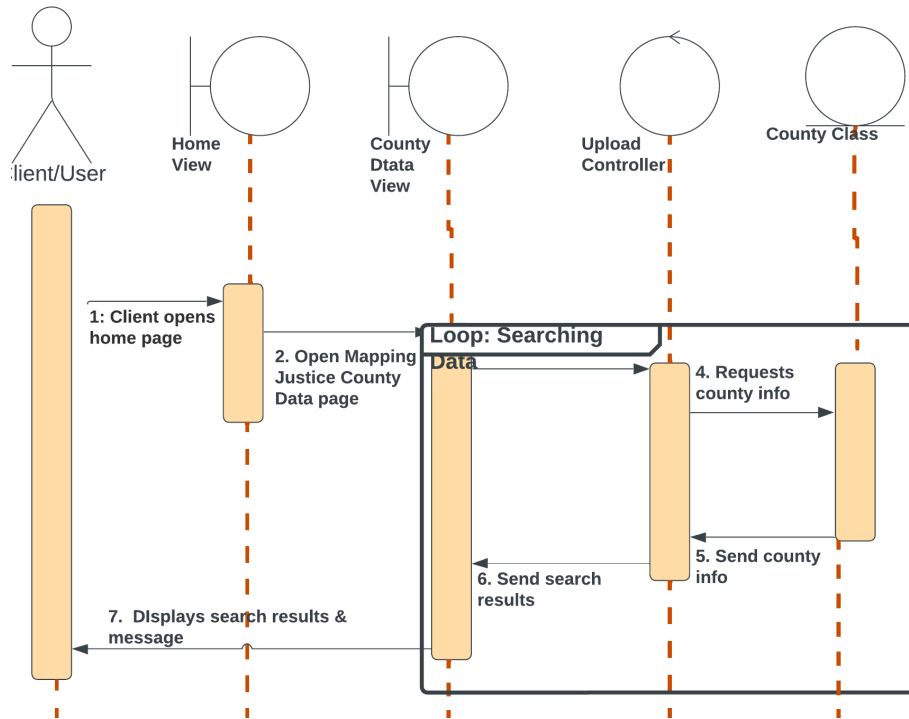 Home
View
County
Dtata
View
Upload
Controller
County Class
lient/User
1: Client opens
home page
2. Open Mapping
Justice County
Data page
Loop: Searching
Data
4. Requests
county info
5. Send county
info
6. Send search
results
7. DIsplays search results &
message